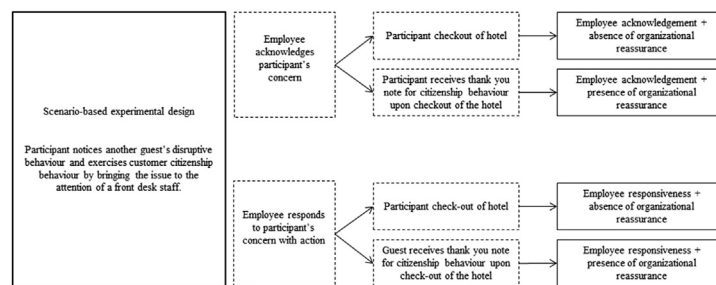 Scenario-based experimental design
Participant notices another guest's disruptive
behaviour and exercises customer citizenship
behaviour by bringing the issue to the
attention of a front desk staff.
Employee
acknowledges
participant's
concern
Participant checkout of hotel
Employee acknowledgement +
absence of organizational
reassurance
Participant receives thank you
note for citizenship behaviour
upon checkout of the hotel
Employee acknowledgement +
presence of organizational
reassurance
Employee responds
to participant's
concern with action
Participant check-out of hotel
Employee responsiveness +
absence of organizational
reassurance
Guest receives thank you note
for citizenship behaviour upon
check-out of the hotel
Employee responsiveness +
presence of organizational
reassurance